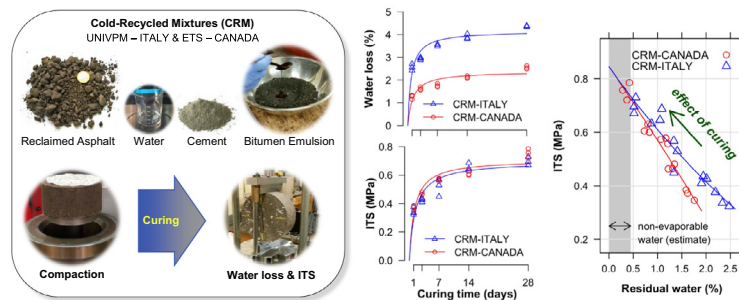 Cold-Recycled Mixtures (CRM)
UNIVPM – ITALY & ETS – CANADA
Reclaimed Asphalt
Water
Cement
Bitumen Emulsion
Curing
Compaction
Water loss & ITS
Water loss (%)
5
4
3
2
1
0
CRM-ITALY
CRM-CANADA
ITS (MPa)
0.8
0.6
0.4
0.2
0.0
CRM-ITALY
CRM-CANADA
1
3
7
14
28
Curing time (days)
CRM-CANADA
CRM-ITALY
effect of curing
ITS (MPa)
0.8
0.6
0.4
0.2
non-evaporable
water (estimate)
0.0
0.5
1.0
1.5
2.0
2.5
Residual water (%)